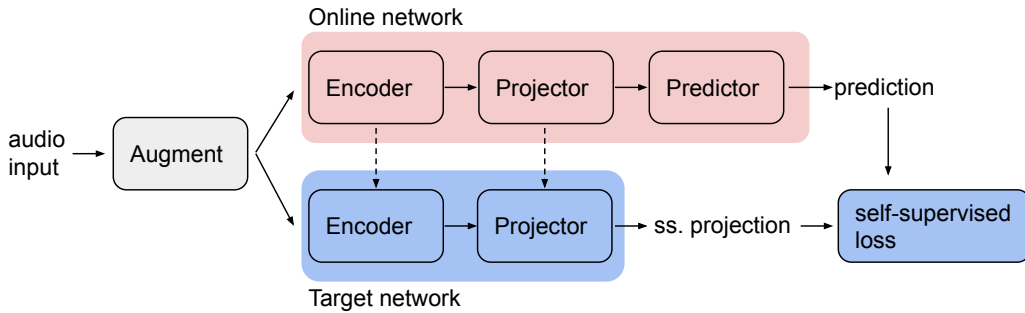 Online network
Encoder
Projector
Predictor
prediction
audio
input
Augment
Encoder
Projector
ss. projection
self-supervised
loss
Target network